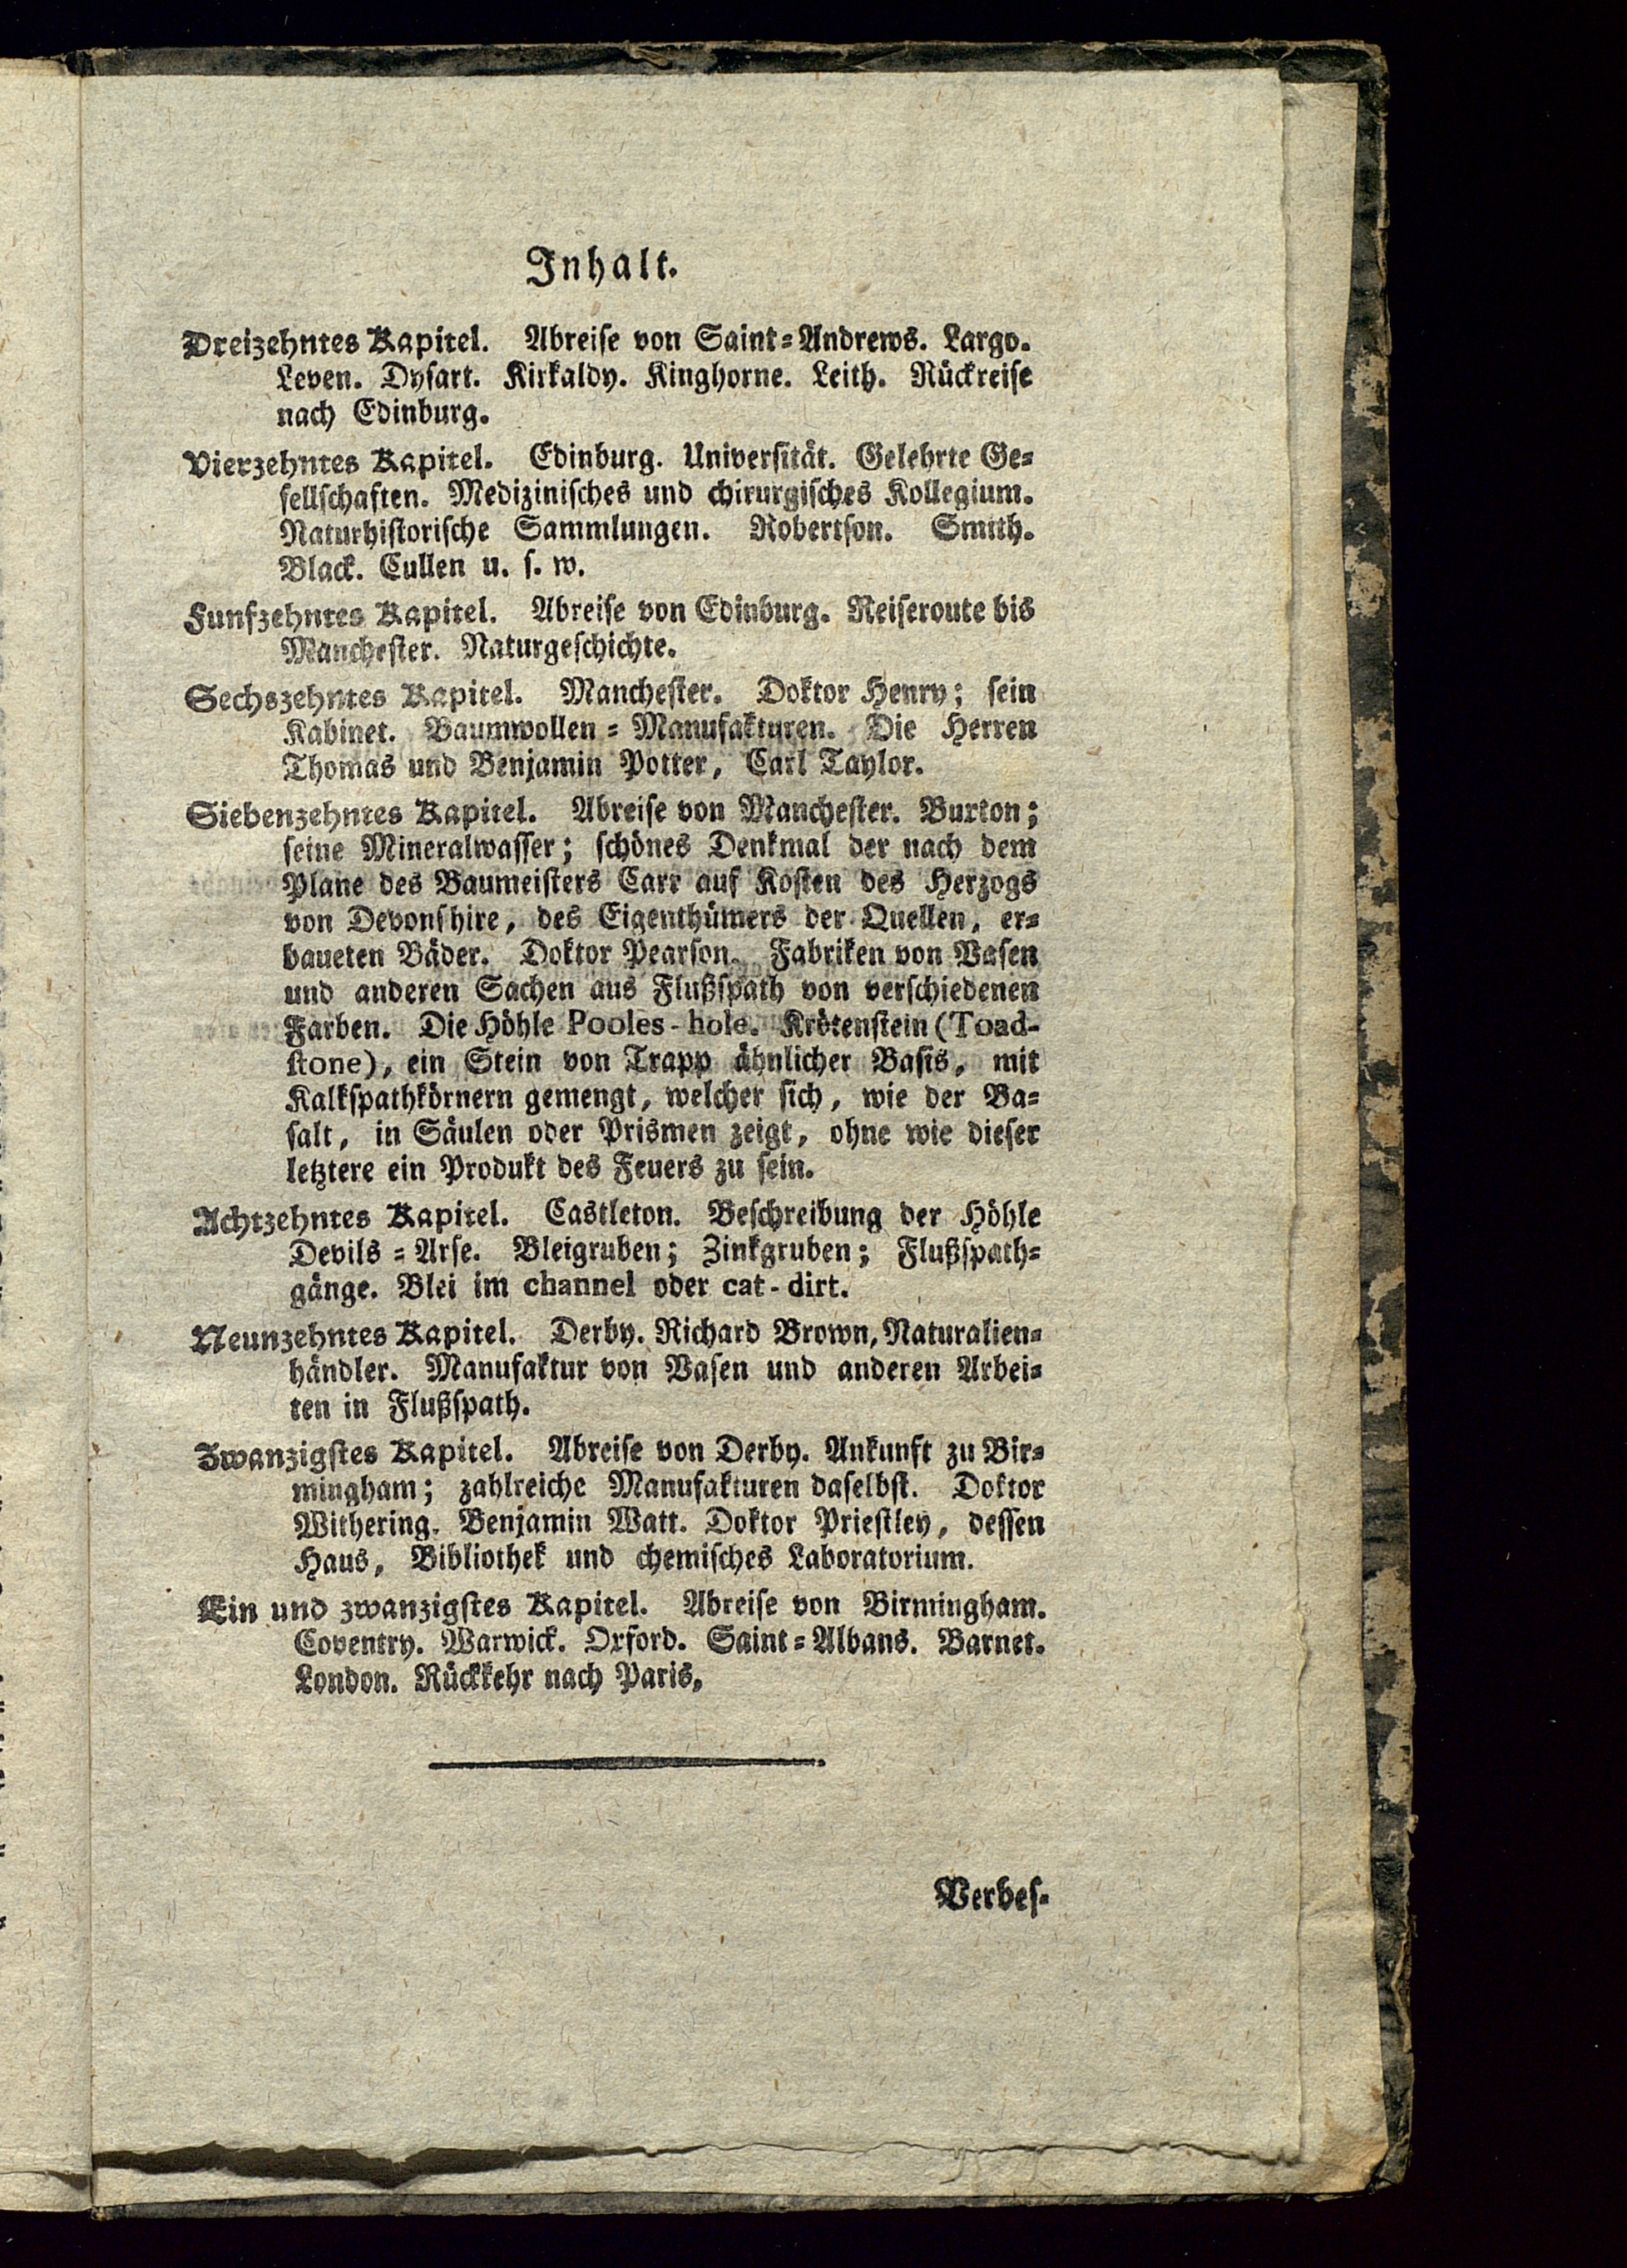 Inhalt.
Dreizehntes Kapitel. Abreise von Saint-Andrews. Largo.
Leven. Dysart. Kirkaldy. Kinghorne. Leith. Rückreise
nach Edinburg.
Vierzehntes Kapitel. Edinburg. Universität. Gelehrte Ge-
sellschaften. Medizinisches und chirurgisches Kollegium.
Naturhistorische Sammlungen. Robertson. Smith.
Black. Cullen u. s. w.
Funfzehntes Kapitel. Abreise von Edinburg. Reiseroute bis
Manchester. Naturgeschichte.
Sechszehntes Kapitel. Manchester. Doktor Henry; sein
Kabinet. Baumwollen-Manufakturen. Die Herren
Thomas und Benjamin Potter, Carl Taylor.
Siebenzehntes Kapitel. Abreise von Manchester. Buxton;
seine Mineralwasser; schönes Denkmal der nach dem
Plane des Baumeisters Carr auf Kosten des Herzogs
von Devonshire, des Eigenthümers der Quellen, er-
baueten Bäder. Doktor Pearson. Fabriken von Vasen
und anderen Sachen aus Flußspath von verschiedenen
Farben. Die Höhle Pooles-hole. Krötenstein (Toad-
stone), ein Stein von Trapp ähnlicher Basis, mit
Kalkspathkörnern gemengt, welcher sich, wie der Ba-
salt, in Säulen oder Prismen zeigt, ohne wie dieser
letztere ein Produkt des Feuers zu sein.
Achtzehntes Kapitel. Castleton. Beschreibung der Höhle
Devils-Arse. Bleigruben; Zinkgruben; Flußspath-
gänge. Blei im channel oder cat-dirt.
Neunzehntes Kapitel. Derby. Richard Brown, Naturalien-
händler. Manufaktur von Vasen und anderen Arbei-
ten in Flußspath.
Zwanzigstes Kapitel. Abreise von Derby. Ankunft zu Bir-
mingham; zahlreiche Manufakturen daselbst. Doktor
Withering. Benjamin Watt. Doktor Priestley, dessen
Haus, Bibliothek und chemisches Laboratorium.
Ein und zwanzigstes Kapitel. Abreise von Birmingham.
Coventry. Warwick. Oxford. Saint-Albans. Barnet.
London. Rückkehr nach Paris.
Verbes-